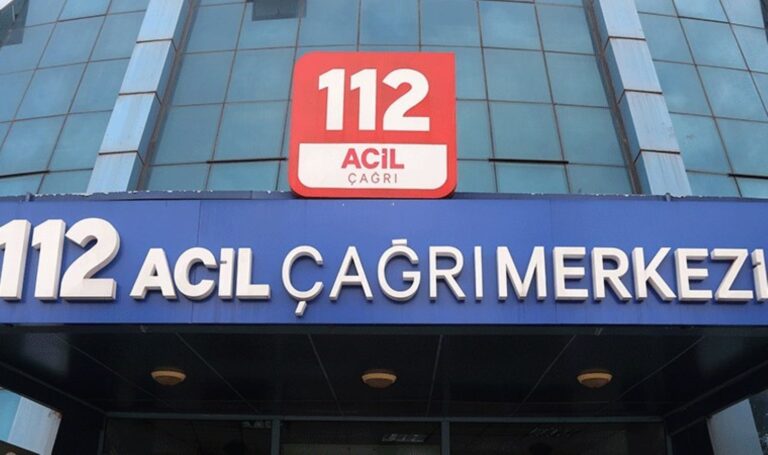 112
ACİL
ÇAĞRI
112 ACİL ÇAĞRI MERKEZİ